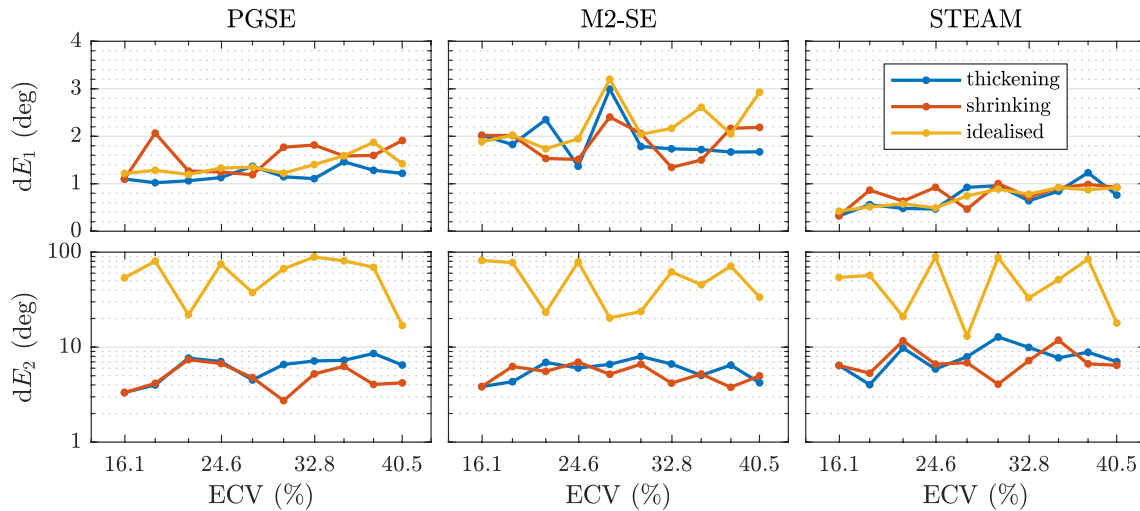 PGSE M2-SE STEAM
4
3
2
1
0
dE1 (deg)
thickening
shrinking
idealised
100
10
1
dE2 (deg)
16.1 24.6 32.8 40.5 16.1 24.6 32.8 40.5 16.1 24.6 32.8 40.5
ECV (%) ECV (%) ECV (%)